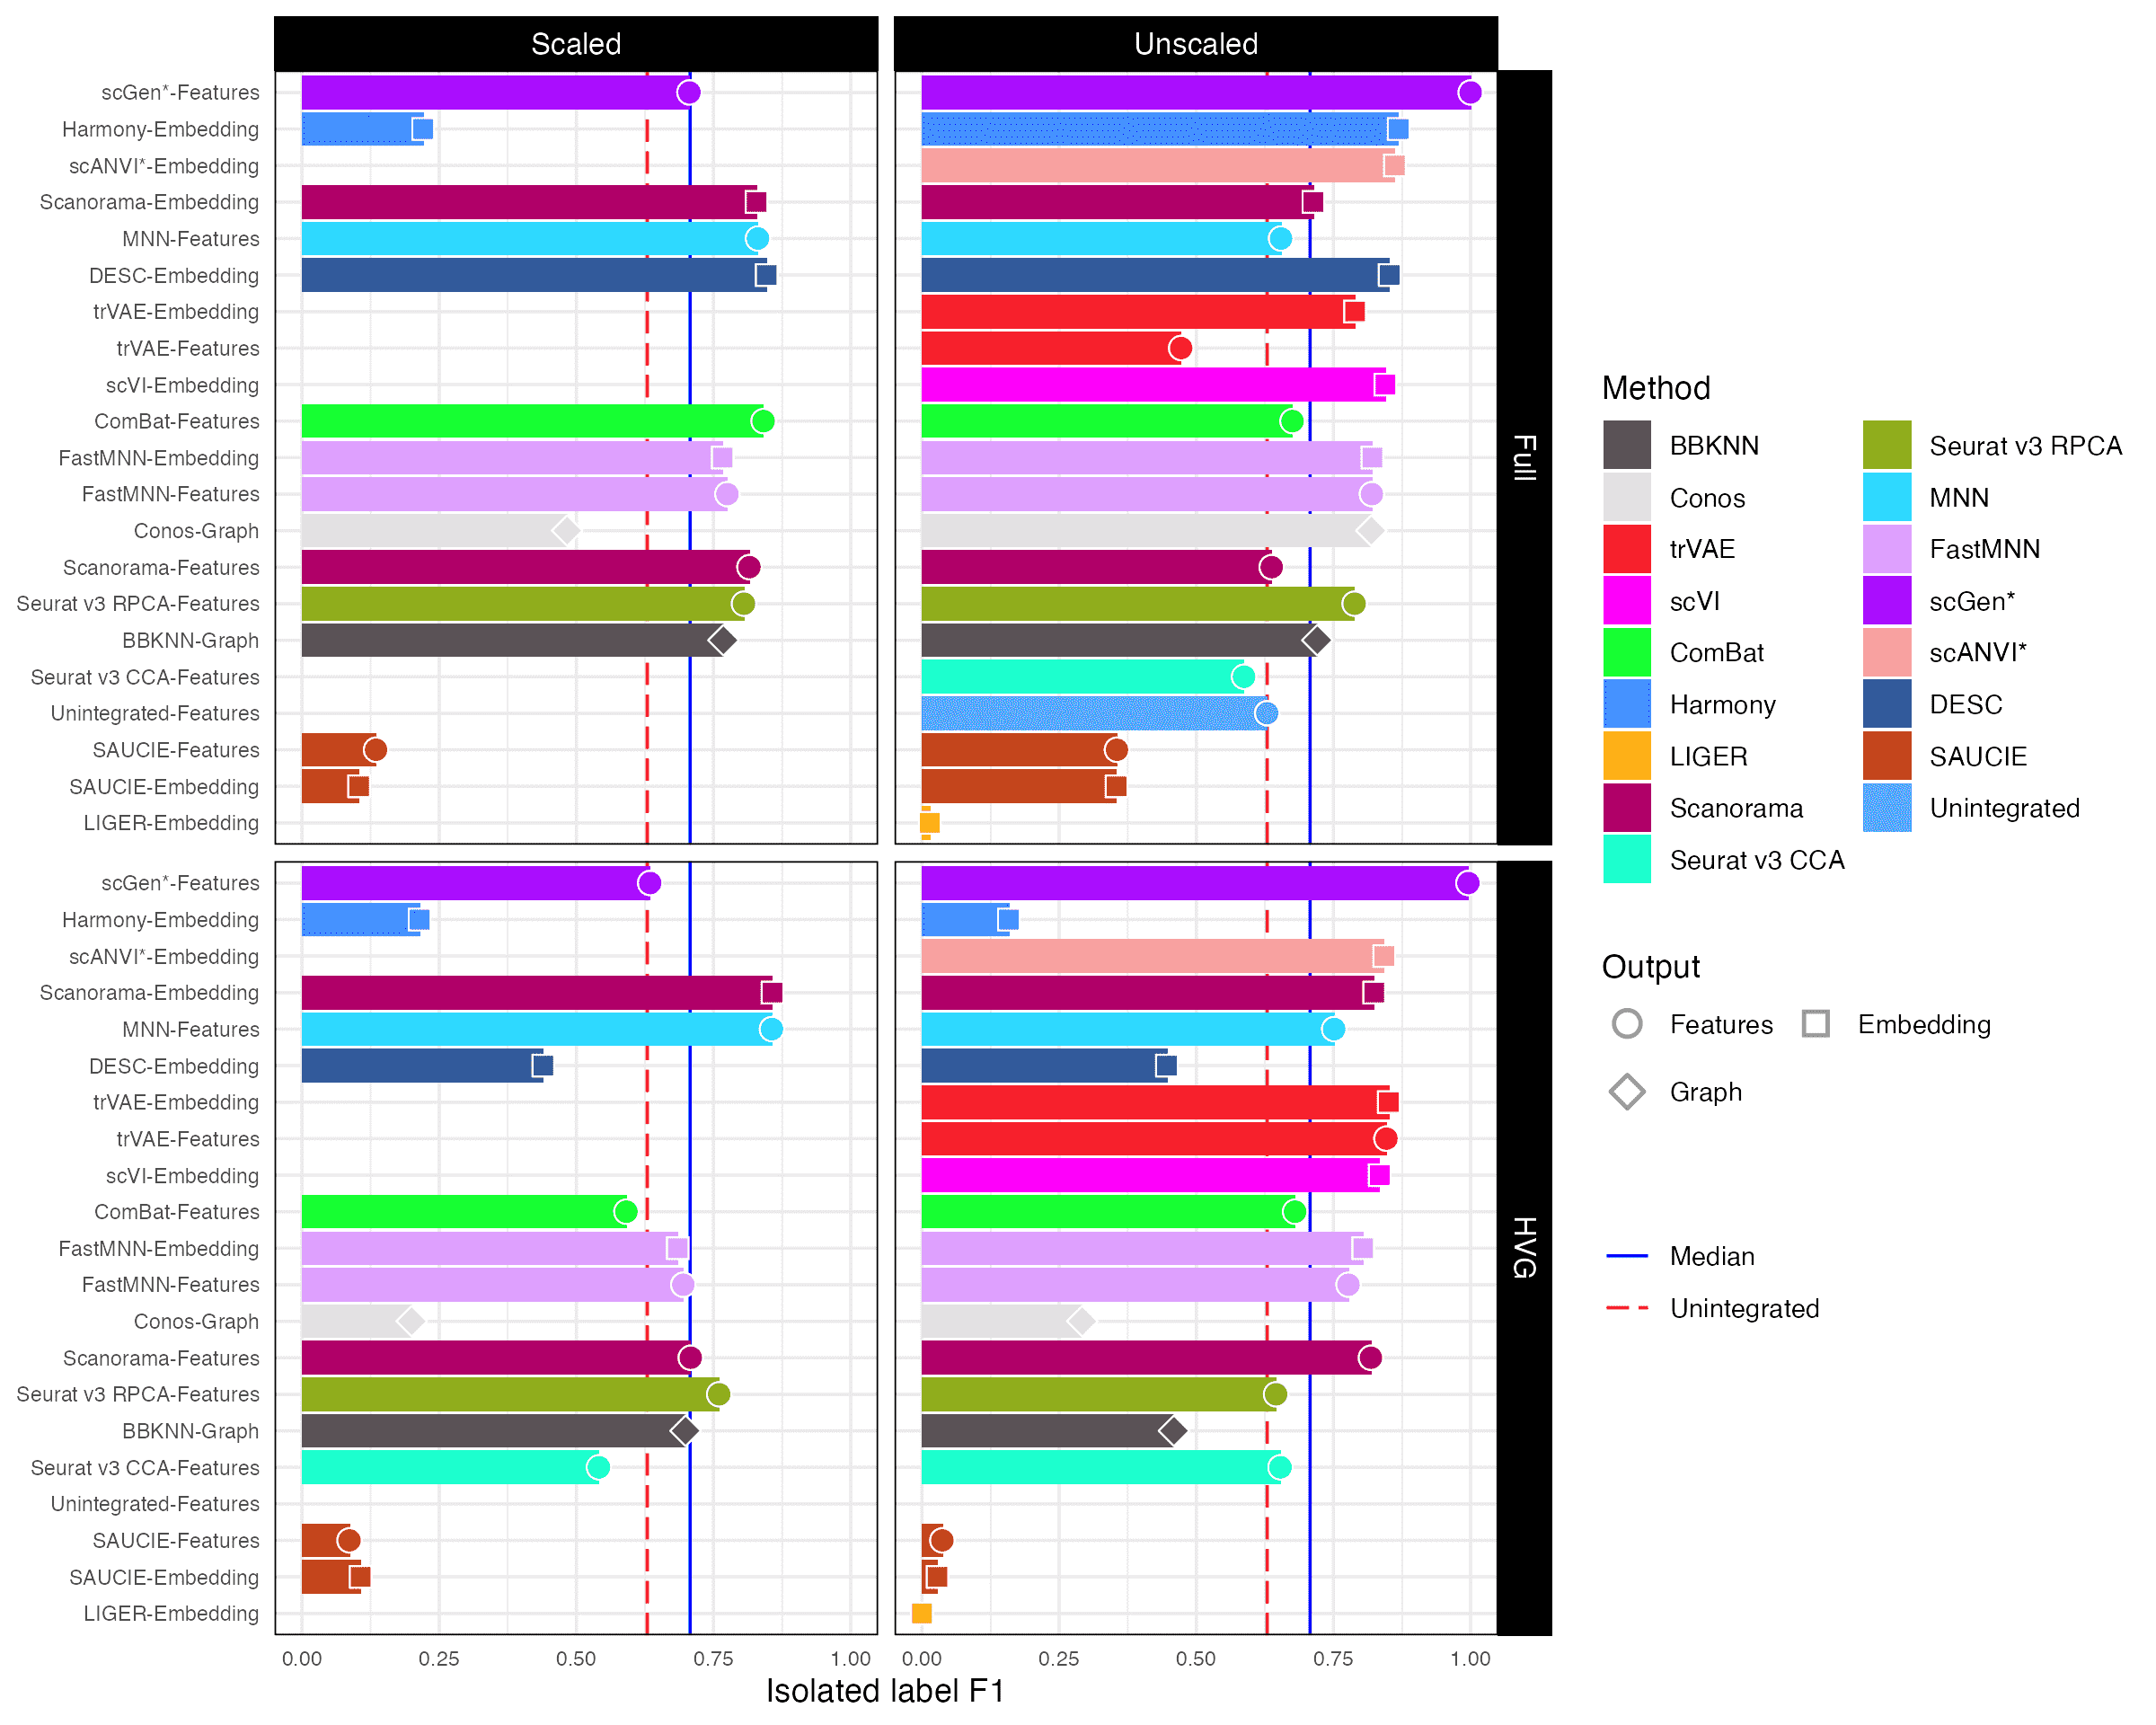 Scaled
Unscaled
scGen*-Features
Harmony-Embedding
scANVI*-Embedding
Scanorama-Embedding
MNN-Features
DESC-Embedding
trVAE-Embedding
trVAE-Features
scVI-Embedding
ComBat-Features
FastMNN-Embedding
FastMNN-Features
Conos-Graph
Scanorama-Features
Seurat v3 RPCA-Features
BBKNN-Graph
Seurat v3 CCA-Features
Unintegrated-Features
SAUCIE-Features
SAUCIE-Embedding
LIGER-Embedding
Full
scGen*-Features
Harmony-Embedding
scANVI*-Embedding
Scanorama-Embedding
MNN-Features
DESC-Embedding
trVAE-Embedding
trVAE-Features
scVI-Embedding
ComBat-Features
FastMNN-Embedding
FastMNN-Features
Conos-Graph
Scanorama-Features
Seurat v3 RPCA-Features
BBKNN-Graph
Seurat v3 CCA-Features
Unintegrated-Features
SAUCIE-Features
SAUCIE-Embedding
LIGER-Embedding
HVG
0.00 0.25 0.50 0.75 1.00
0.00 0.25 0.50 0.75 1.00
Isolated label F1
Method
BBKNN
Conos
trVAE
scVI
ComBat
Harmony
LIGER
Scanorama
Seurat v3 CCA
Seurat v3 RPCA
MNN
FastMNN
scGen*
scANVI*
DESC
SAUCIE
Unintegrated
Output
Features
Embedding
Graph
Median
Unintegrated